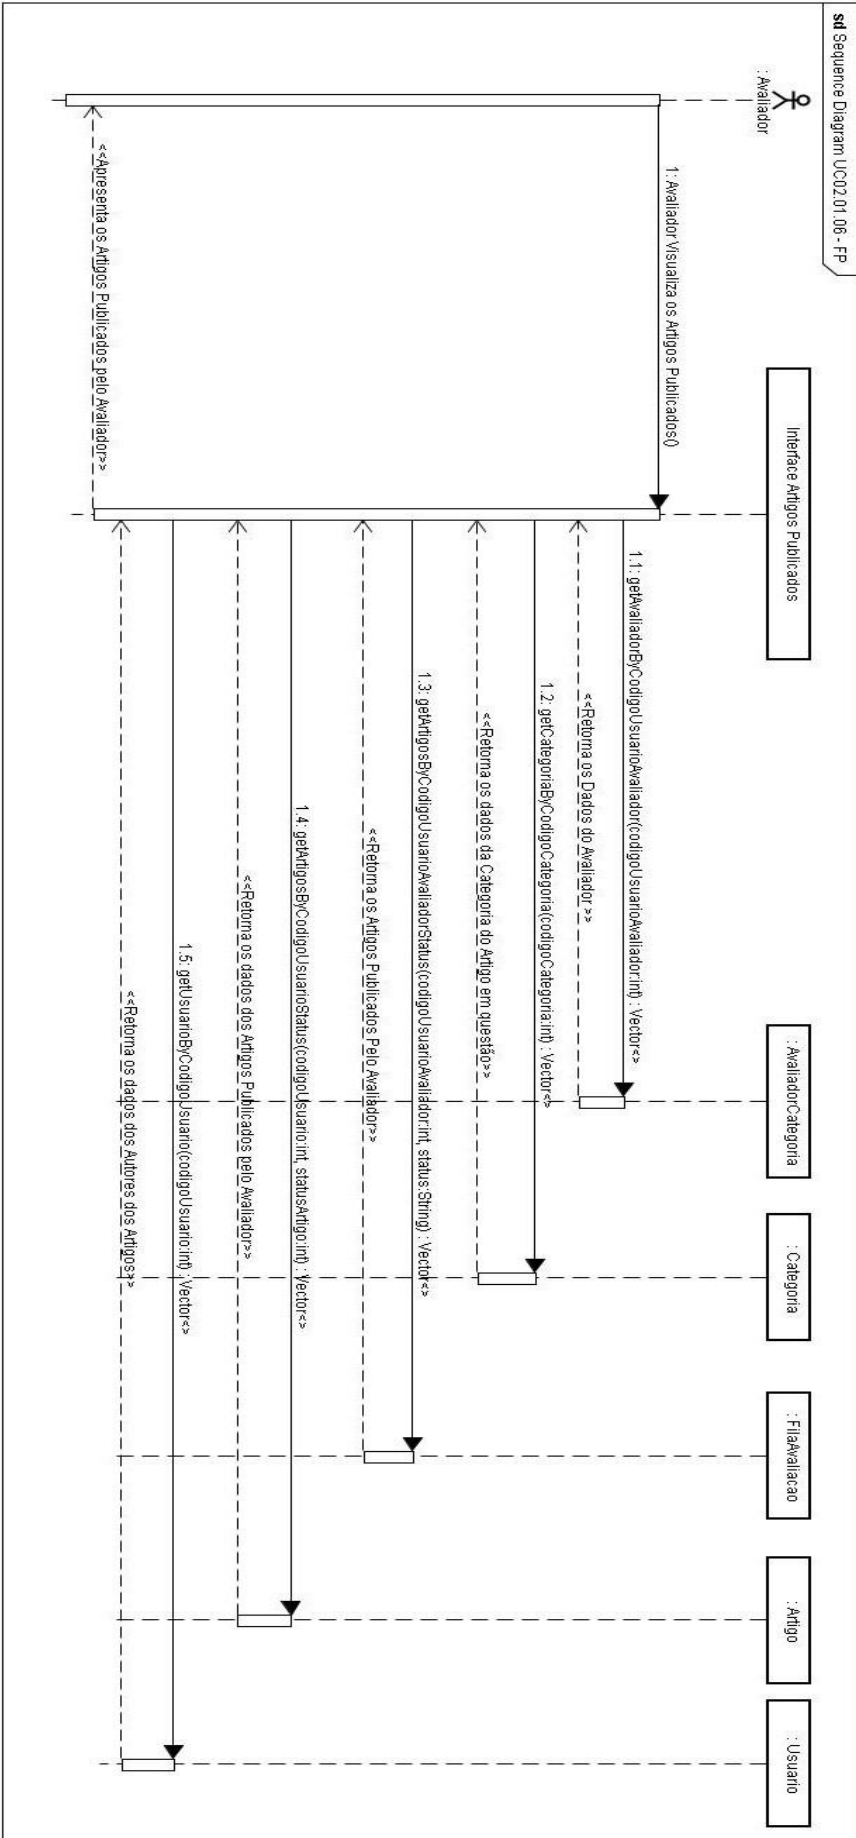 sd Sequence Diagram UC02.01.06 - FP
: Avaliador
Interface Artigos Publicados
: AvaliadorCategoria
: Categoria
: FilaAvaliacao
: Artigo
: Usuario
1: Avaliador Visualiza os Artigos Publicados()
1.1: getAvaliadorByCodigoUsuarioAvaliador(codigoUsuarioAvaliador:int) : Vector<>
<<Retorna os Dados do Avaliador >>
1.2: getCategoriaByCodigoCategoria(codigoCategoria:int) : Vector<>
<<Retorna os dados da Categoria do Artigo em questão>>
1.3: getArtigosByCodigoUsuarioAvaliadorStatus(codigoUsuarioAvaliador:int, status:String) : Vector<>
<<Retorna os Artigos Publicados Pelo Avaliador>>
1.4: getArtigosByCodigoUsuarioStatus(codigoUsuario:int, statusArtigo:int) : Vector<>
<<Retorna os dados dos Artigos Publicados pelo Avaliador>>
1.5: getUsuarioByCodigoUsuario(codigoUsuario:int) : Vector<>
<<Retorna os dados dos Autores dos Artigos>>
<<Apresenta os Artigos Publicados pelo Avaliador>>